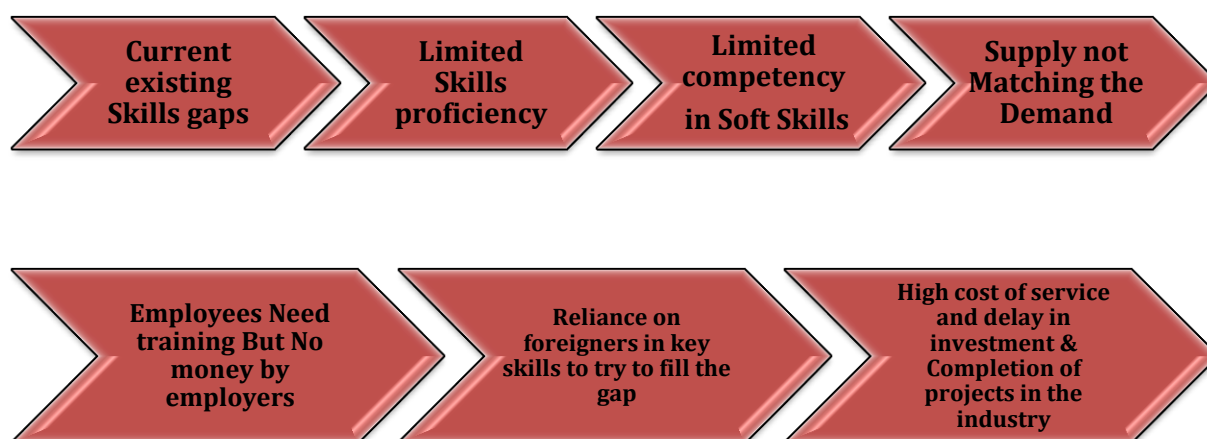 Current
existing
Skills gaps
Limited
Skills
proficiency
Limited
competency
in Soft Skills
Supply not
Matching the
Demand
Employees Need
training But No
money by
employers
Reliance on
foreigners in key
skills to try to fill the
gap
High cost of service
and delay in
investment &
Completion of
projects in the
industry